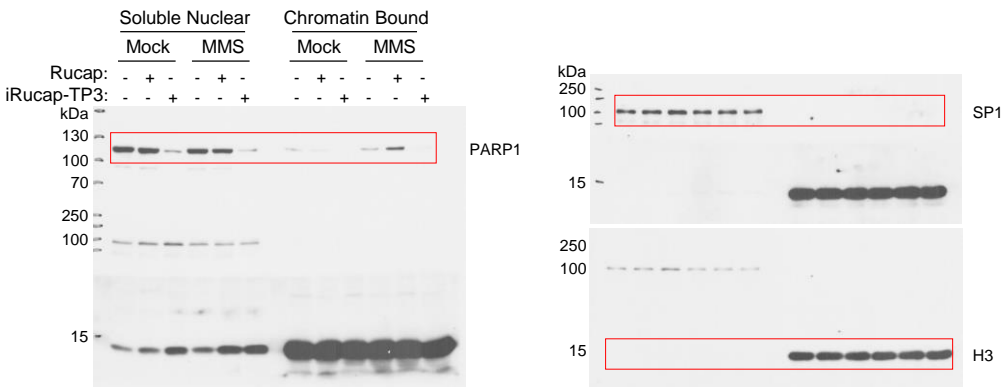 Soluble Nuclear Chromatin Bound
Mock MMS Mock MMS
Rucap: - + - - + - - + - - + -
iRucap-TP3: - - + - - + - - + - - +
kDa
130
100
70
250
100
15
PARP1
kDa
250
100
15
SP1
250
100
15
H3